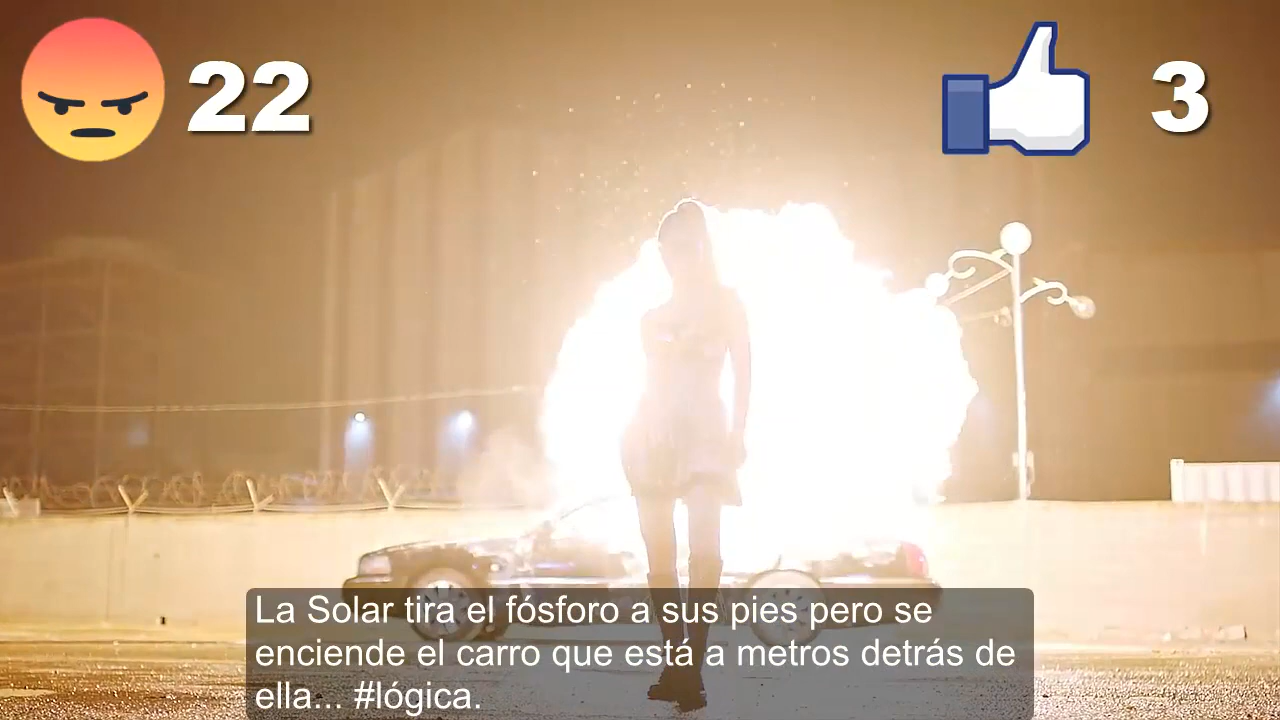 22
3
La Solar tira el fósforo a sus pies pero se
enciende el carro que está a metros detrás de
ella... #lógica.